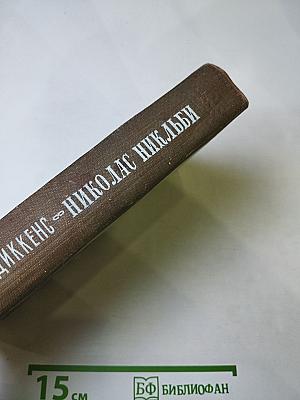 ДИККЕНС ∞ НИКОЛАС НИКЛЬБИ
15 см
БФ БИБЛИОФАН